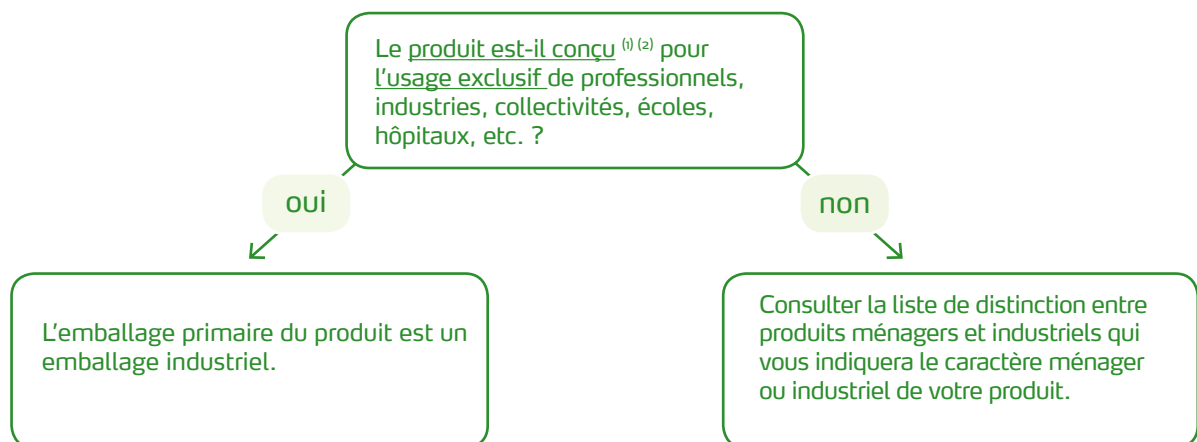 Le produit est-il conçu (1) (2) pour
l'usage exclusif de professionnels,
industries, collectivités, écoles,
hôpitaux, etc. ?
oui
non
L'emballage primaire du produit est un
emballage industriel.
Consulter la liste de distinction entre
produits ménagers et industriels qui
vous indiquera le caractère ménager
ou industriel de votre produit.